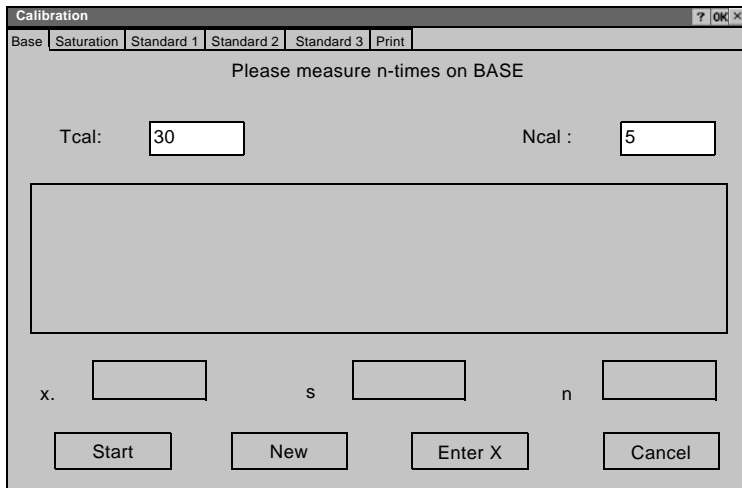 Calibration ? OK ×
Base Saturation Standard 1 Standard 2 Standard 3 Print
Please measure n-times on BASE
Tcal: 30 Ncal : 5
x. s n
Start New Enter X Cancel